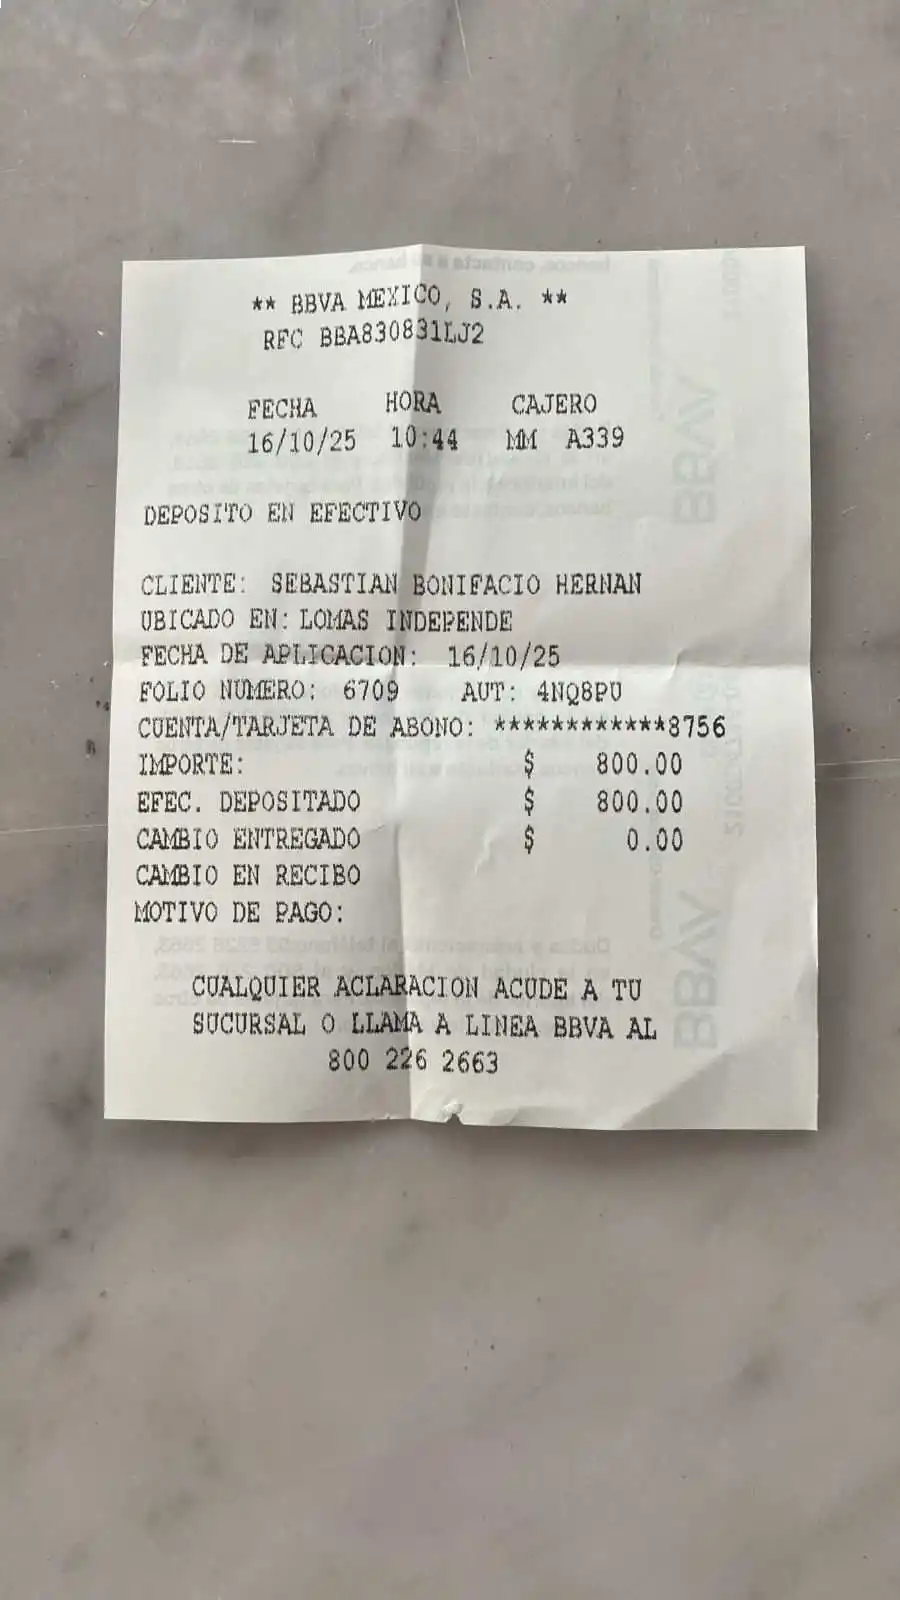 ** BBVA MEXICO, S.A. **
RFC BBA830831LJ2
FECHA HORA CAJERO
16/10/25 10:44 MM A339
DEPOSITO EN EFECTIVO
CLIENTE: SEBASTIAN BONIFACIO HERNAN
UBICADO EN: LOMAS INDEPENDE
FECHA DE APLICACION: 16/10/25
FOLIO NUMERO: 6709 AUT: 4NQ8PU
CUENTA/TARJETA DE ABONO: ************8756
IMPORTE: $ 800.00
EFEC. DEPOSITADO $ 800.00
CAMBIO ENTREGADO $ 0.00
CAMBIO EN RECIBO
MOTIVO DE PAGO:
CUALQUIER ACLARACION ACUDE A TU
SUCURSAL O LLAMA A LINEA BBVA AL
800 226 2663
BBVA
BBVA